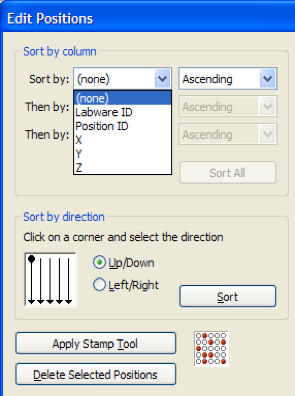 Edit Positions
Sort by column
Sort by: (none) Ascending
(none)
Labware ID
Position ID
X
Y
Z
Then by: Ascending
Then by: Ascending
Sort All
Sort by direction
Click on a corner and select the direction
Up/Down
Left/Right
Sort
Apply Stamp Tool
Delete Selected Positions